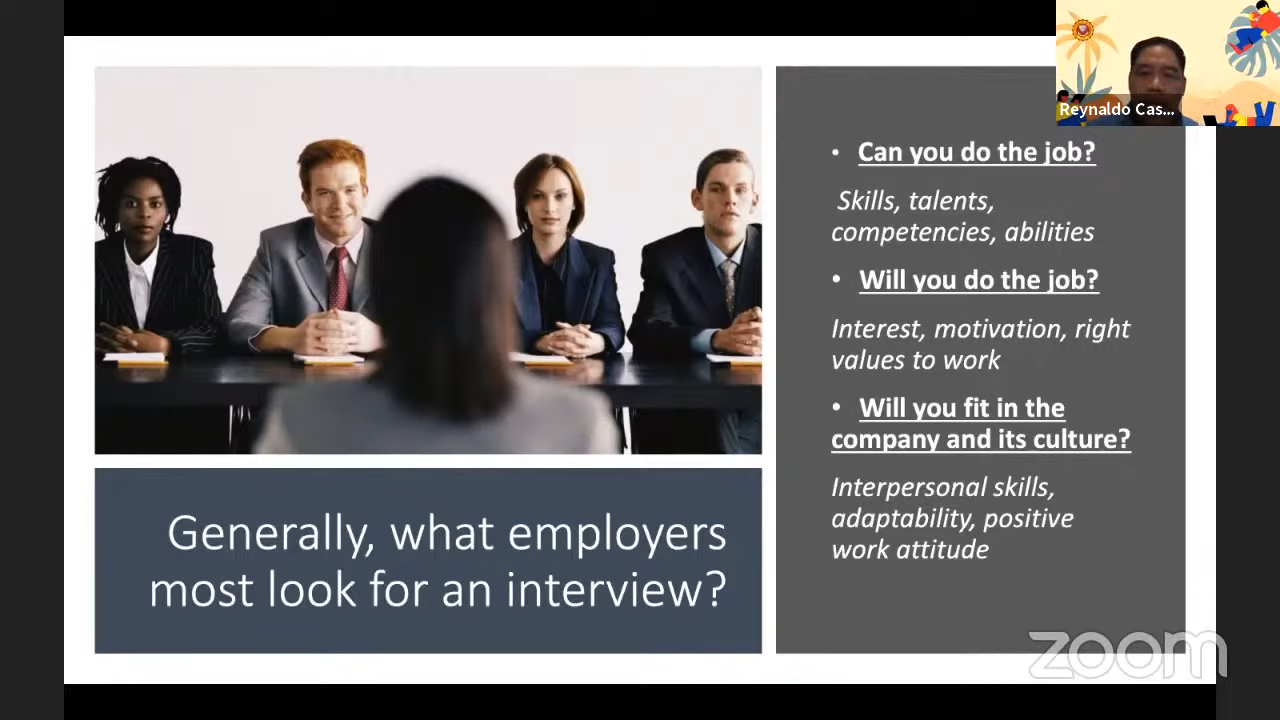 Reynaldo Cas...
• Can you do the job?
Skills, talents,
competencies, abilities
• Will you do the job?
Interest, motivation, right
values to work
• Will you fit in the
company and its culture?
Interpersonal skills,
adaptability, positive
work attitude
Generally, what employers
most look for an interview?
zoom